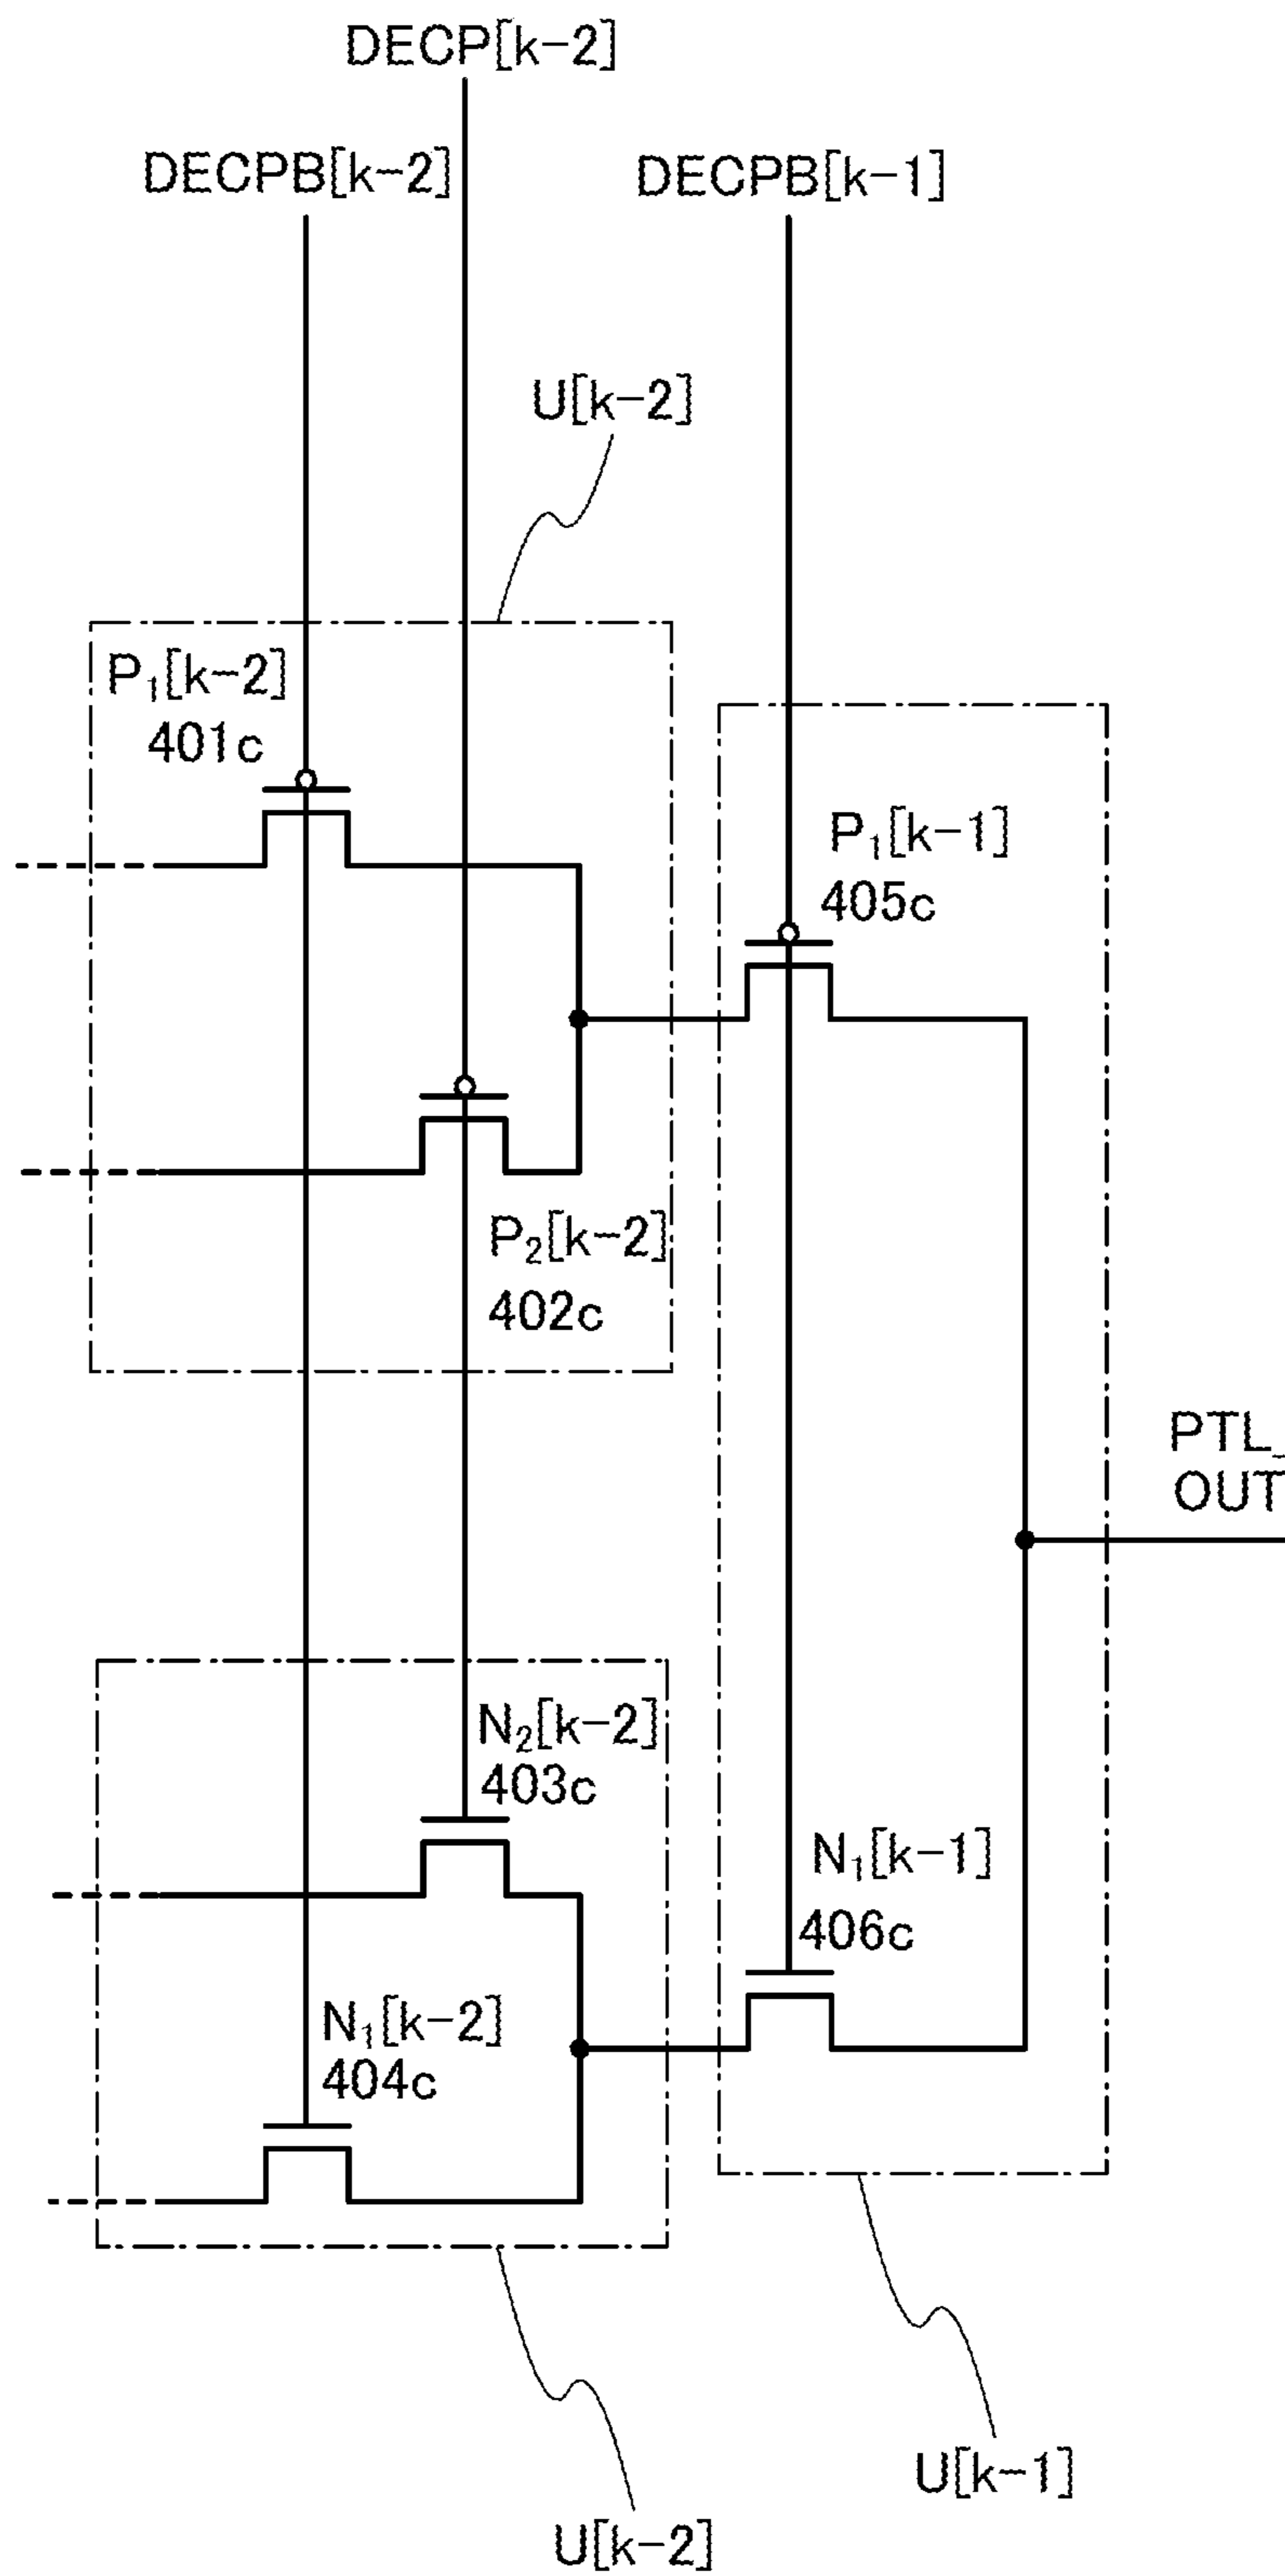 DECP[k-2]
DECPB[k-2]
DECPB[k-1]
U[k-2]
P₁[k-2]
401c
P₁[k-1]
405c
P₂[k-2]
402c
PTL_
OUT
N₂[k-2]
403c
N₁[k-1]
406c
N₁[k-2]
404c
U[k-1]
U[k-2]